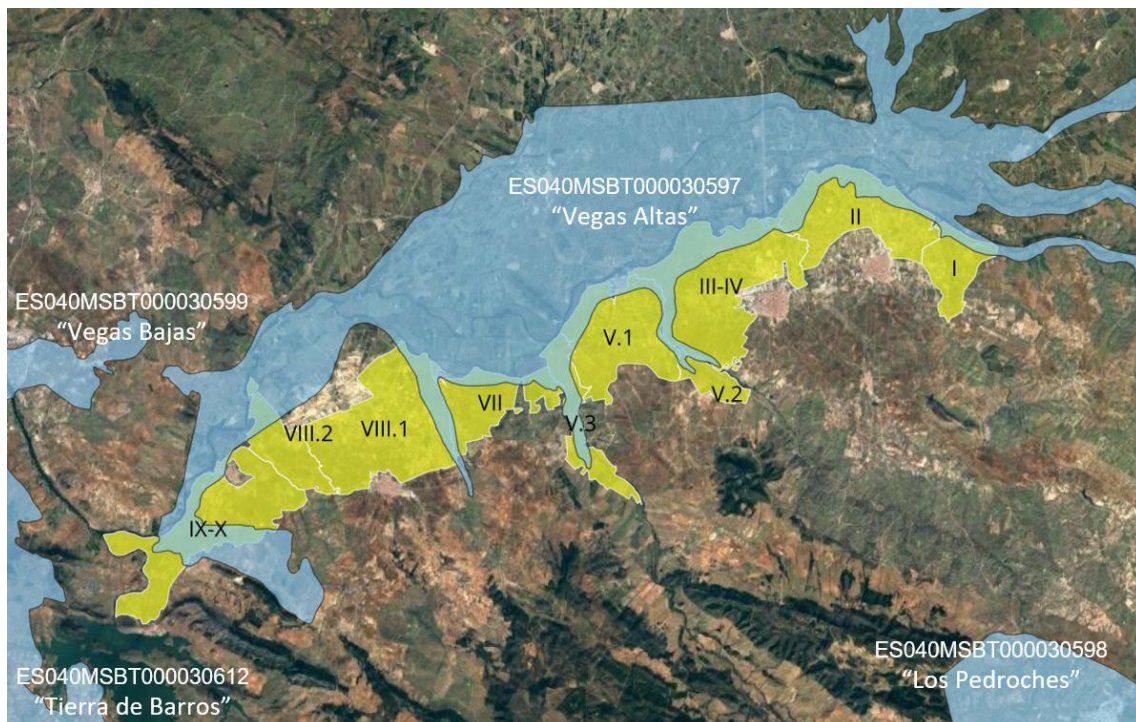 ES040MSBT000030597
“Vegas Altas”
II
I
III-IV
ES040MSBT000030599
“Vegas Bajas”
V.1
V.2
VII
V.3
VIII.1
VIII.2
IX-X
ES040MSBT000030612
“Tierra de Barros”
ES040MSBT000030598
“Los Pedroches”